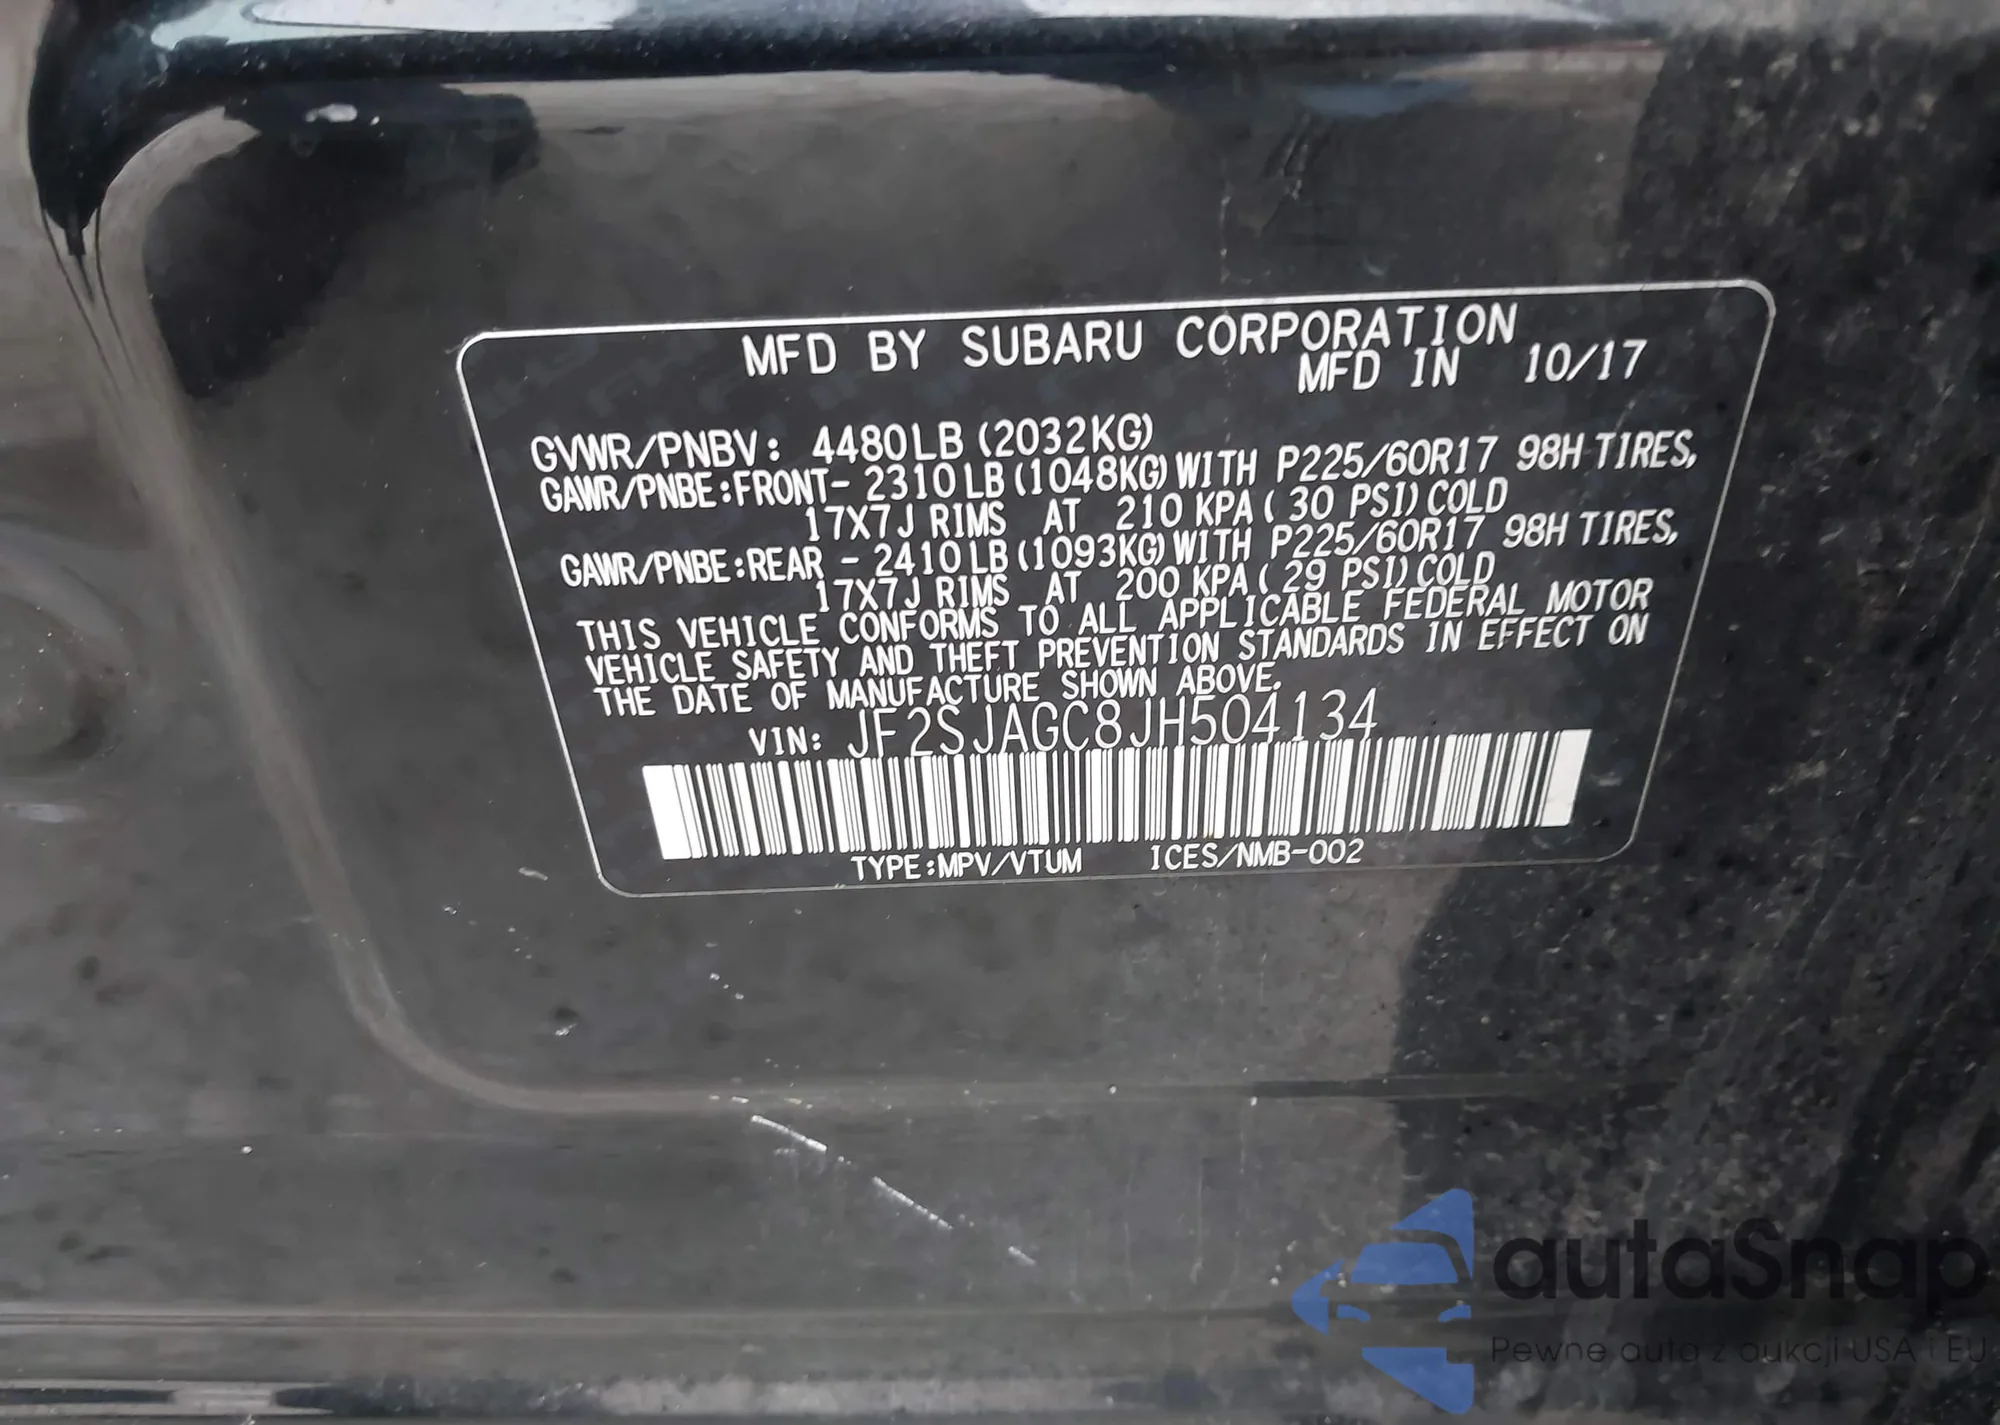 MFD BY SUBARU CORPORATION
MFD IN 10/17
GVWR/PNBV: 4480LB (2032KG)
GAWR/PNBE:FRONT- 2310LB (1048KG) WITH P225/60R17 98H TIRES,
17X7J RIMS AT 210 KPA ( 30 PSI) COLD
GAWR/PNBE:REAR - 2410LB (1093KG) WITH P225/60R17 98H TIRES,
17X7J RIMS AT 200 KPA ( 29 PSI) COLD
THIS VEHICLE CONFORMS TO ALL APPLICABLE FEDERAL MOTOR
VEHICLE SAFETY AND THEFT PREVENTION STANDARDS IN EFFECT ON
THE DATE OF MANUFACTURE SHOWN ABOVE.
VIN: JF2SJAGC8JH504134
TYPE:MPV/VTUM ICES/NMB-002
autaSnap
Pewne auta z aukcji USA i EU